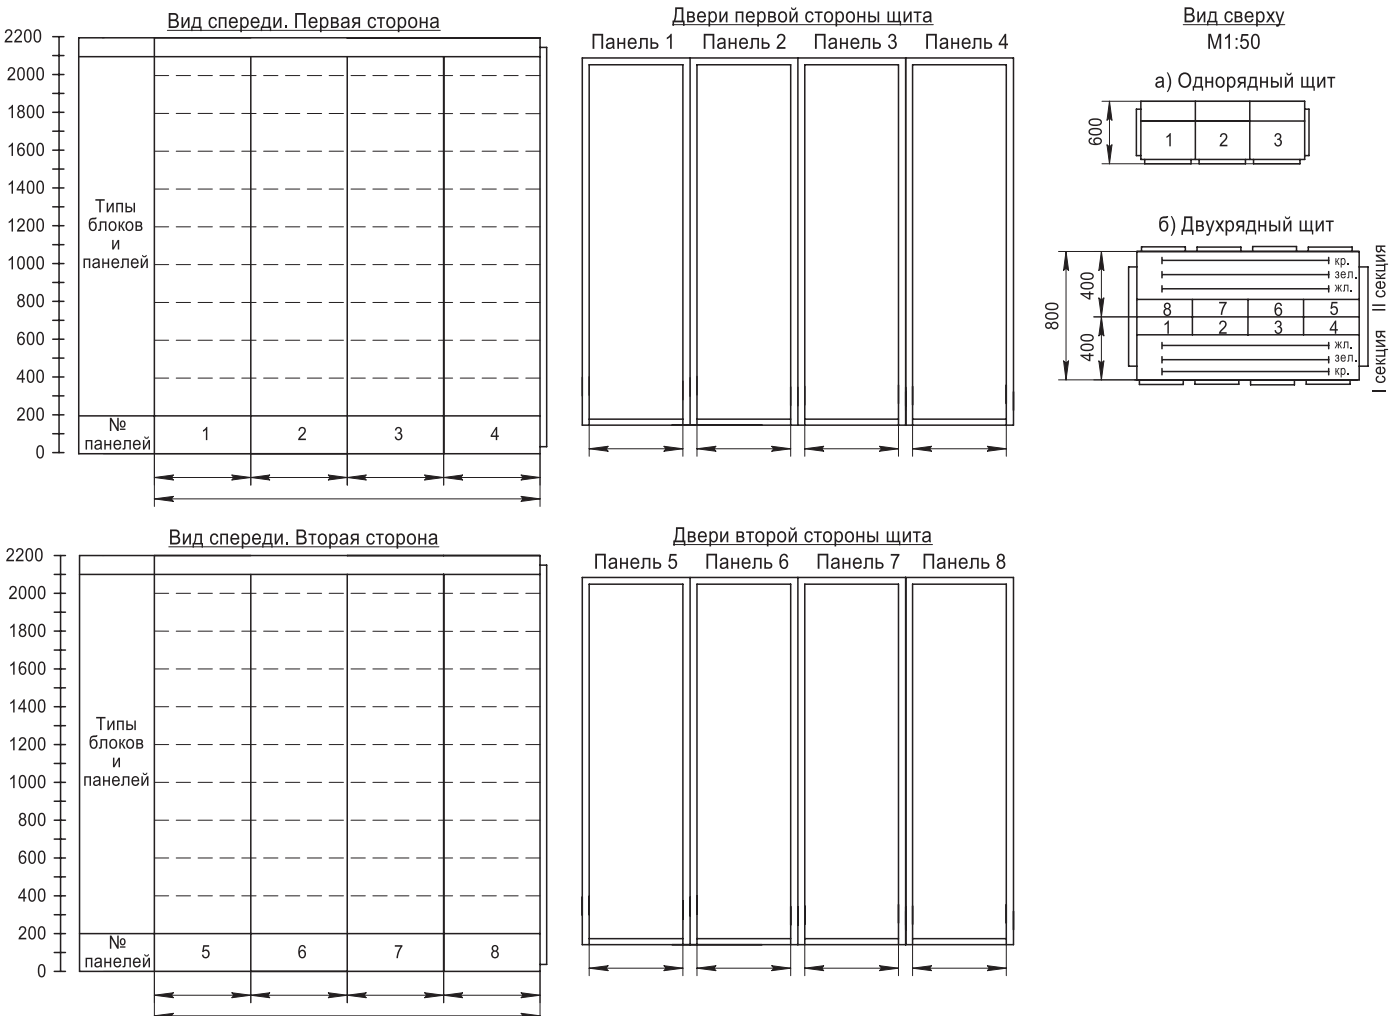 Вид спереди. Первая сторона
2200
2000
1800
1600
1400
1200
1000
800
600
400
200
0
Типы
блоков
и
панелей
№
панелей
1 2 3 4
Двери первой стороны щита
Панель 1 Панель 2 Панель 3 Панель 4
Вид сверху
М1:50
а) Однорядный щит
600
1 2 3
б) Двухрядный щит
800
400
400
кр.
зел.
жл.
8 7 6 5
1 2 3 4
жл.
зел.
кр.
II секция
I секция
Вид спереди. Вторая сторона
2200
2000
1800
1600
1400
1200
1000
800
600
400
200
0
Типы
блоков
и
панелей
№
панелей
5 6 7 8
Двери второй стороны щита
Панель 5 Панель 6 Панель 7 Панель 8